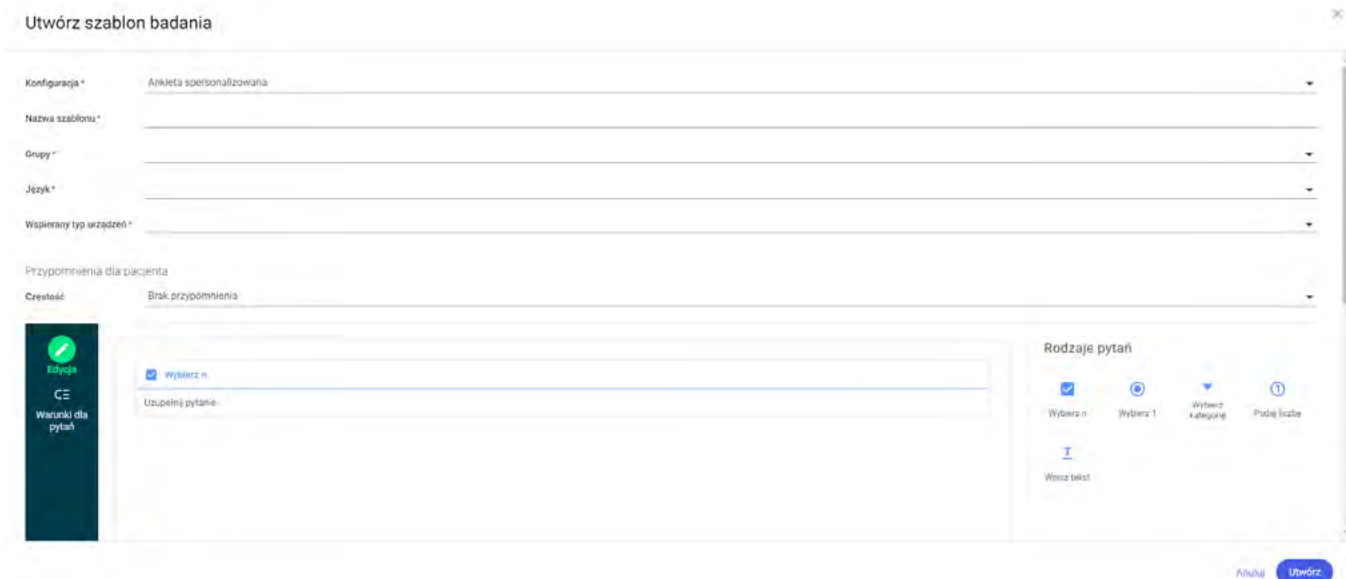 Utwórz szablon badania
Konfiguracja *
Ankieta spersonalizowana
Nazwa szablonu *
Grupy *
Język *
Wspierany typ urządzeń *
Przypomnienia dla pacjenta
Częstość
Brak przypomnienia
Edycja
Warunki dla
pytań
Wybierz n
Uzupełnij pytanie
Rodzaje pytań
Wybierz n
Wybierz 1
Wybierz
kategorię
Podaj liczbę
Wpisz tekst
Anuluj
Utwórz